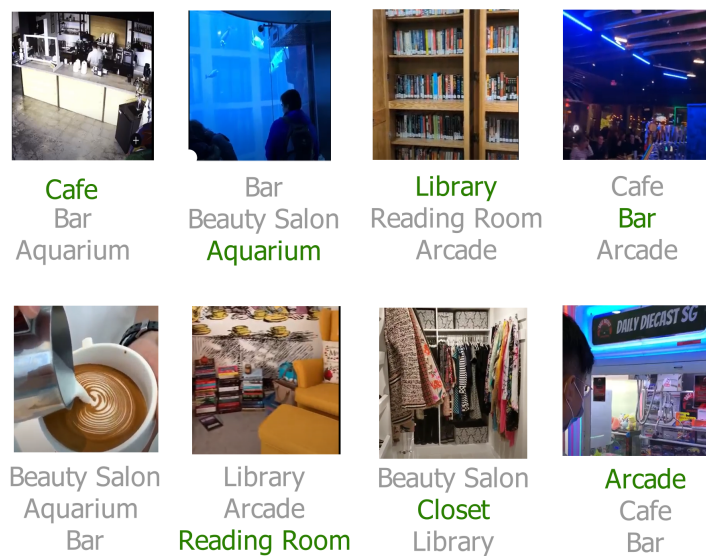 Cafe
Bar
Aquarium
Bar
Beauty Salon
Aquarium
Library
Reading Room
Arcade
Cafe
Bar
Arcade
DAILY DIECAST SG
Beauty Salon
Aquarium
Bar
Library
Arcade
Reading Room
Beauty Salon
Closet
Library
Arcade
Cafe
Bar